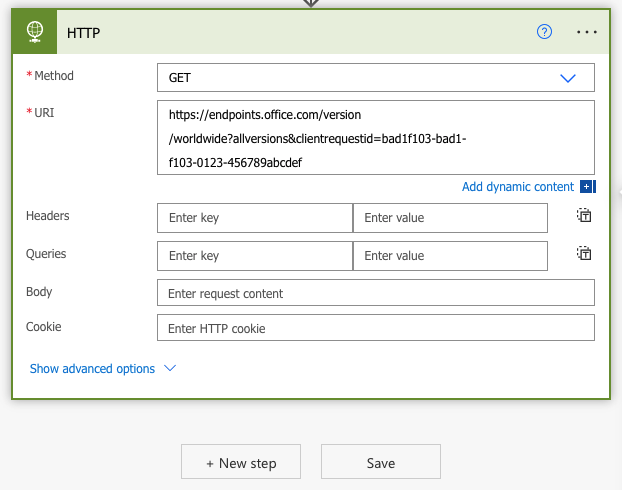 HTTP
* Method
GET
* URI
https://endpoints.office.com/version
/worldwide?allversions&clientrequestid=bad1f103-bad1-
f103-0123-456789abcdef
Add dynamic content
Headers
Enter key
Enter value
Queries
Enter key
Enter value
Body
Enter request content
Cookie
Enter HTTP cookie
Show advanced options
+ New step
Save